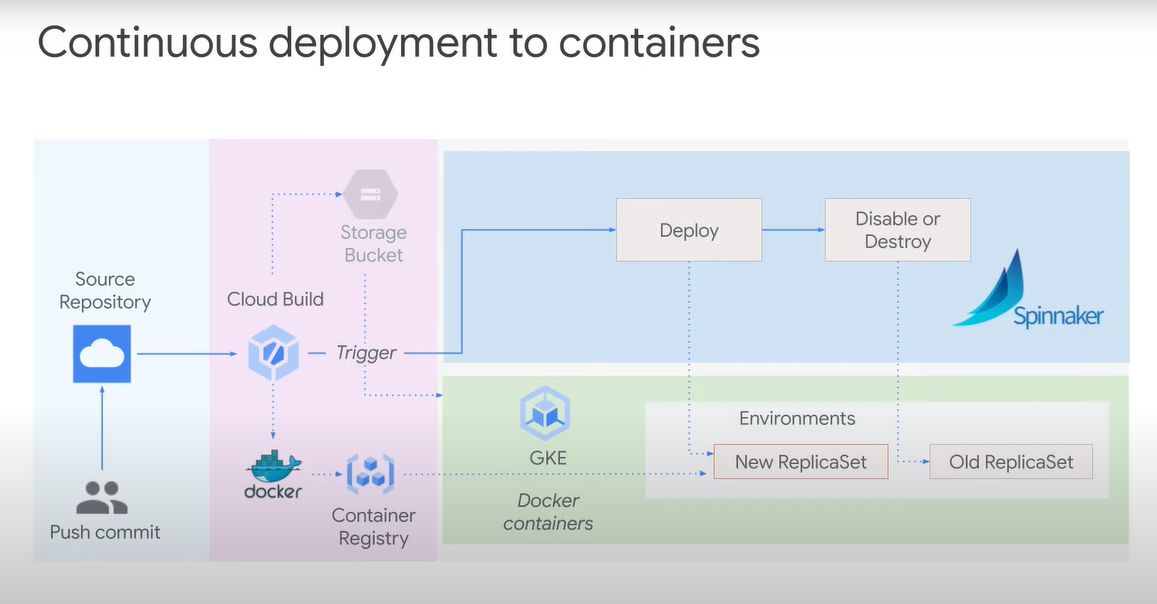 Continuous deployment to containers
Storage
Bucket
Deploy
Disable or
Destroy
Source
Repository
Cloud Build
Spinnaker
Trigger
Environments
GKE
New ReplicaSet
Old ReplicaSet
docker
Docker
containers
Container
Registry
Push commit